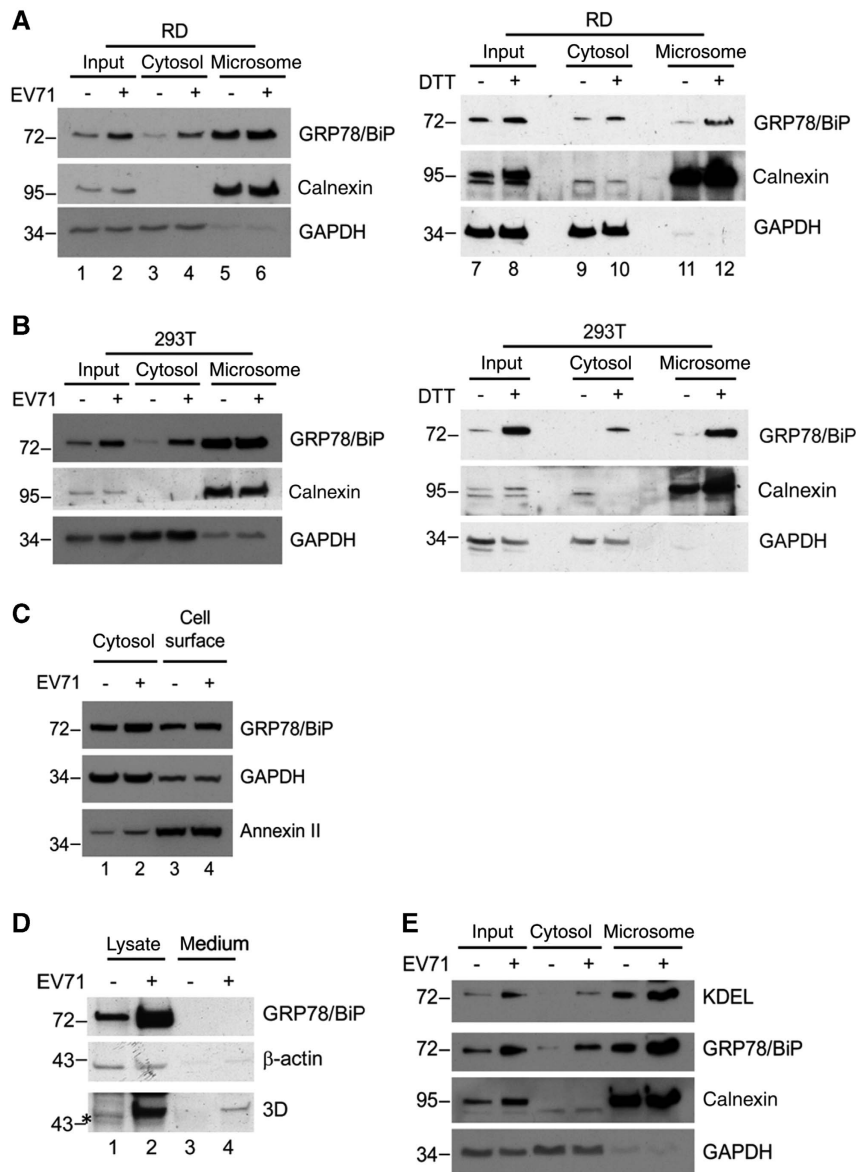 A
RD
Input Cytosol Microsome
EV71 - + - + - +
72– GRP78/BiP
95– Calnexin
34– GAPDH
1 2 3 4 5 6
RD
Input Cytosol Microsome
DTT - + - + - +
72– GRP78/BiP
95– Calnexin
34– GAPDH
7 8 9 10 11 12
B
293T
Input Cytosol Microsome
EV71 - + - + - +
72– GRP78/BiP
95– Calnexin
34– GAPDH
293T
Input Cytosol Microsome
DTT - + - + - +
72– GRP78/BiP
95– Calnexin
34– GAPDH
C
Cell
Cytosol surface
EV71 - + - +
72– GRP78/BiP
34– GAPDH
34– Annexin II
1 2 3 4
D
Lysate Medium
EV71 - + - +
72– GRP78/BiP
43– β-actin
43– * 3D
1 2 3 4
E
Input Cytosol Microsome
EV71 - + - + - +
72– KDEL
72– GRP78/BiP
95– Calnexin
34– GAPDH